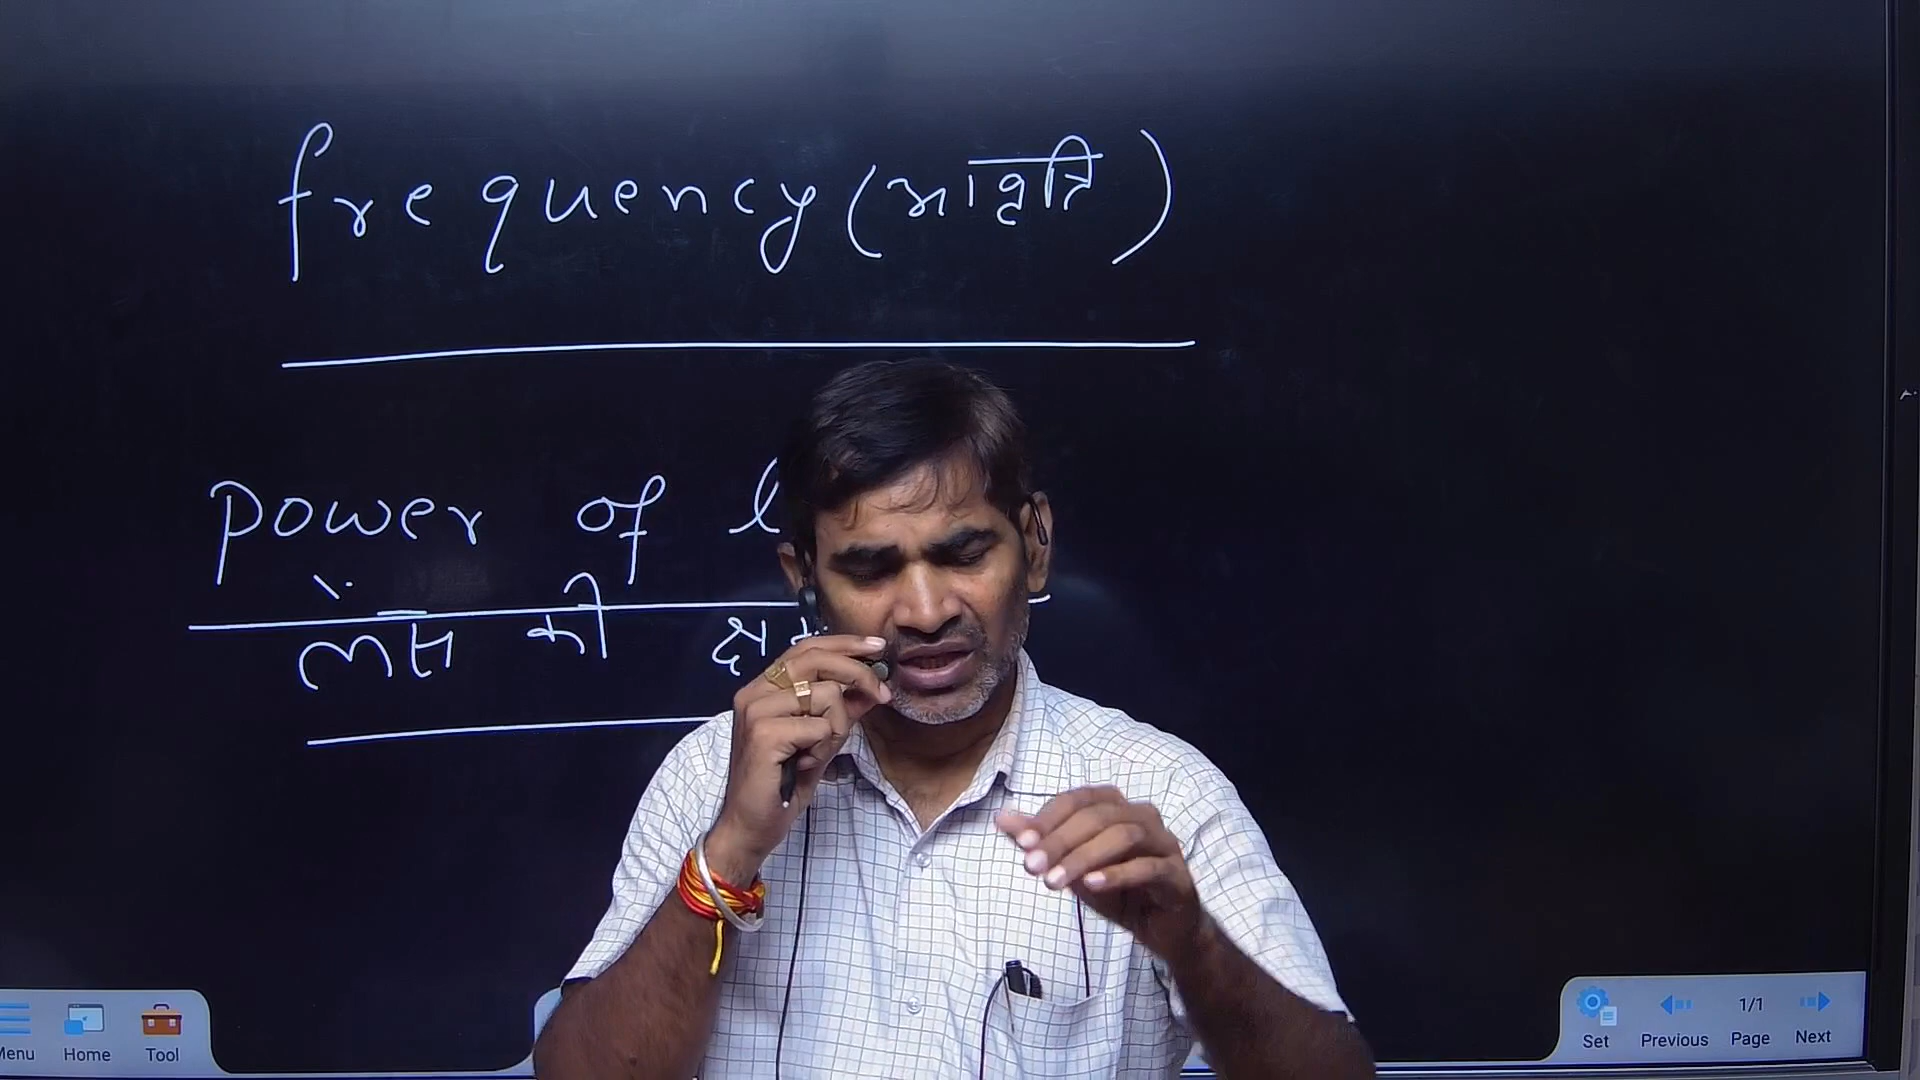 frequency (आवृति)
power of
लेंस की
Menu Home Tool
Set Previous 1/1 Page Next